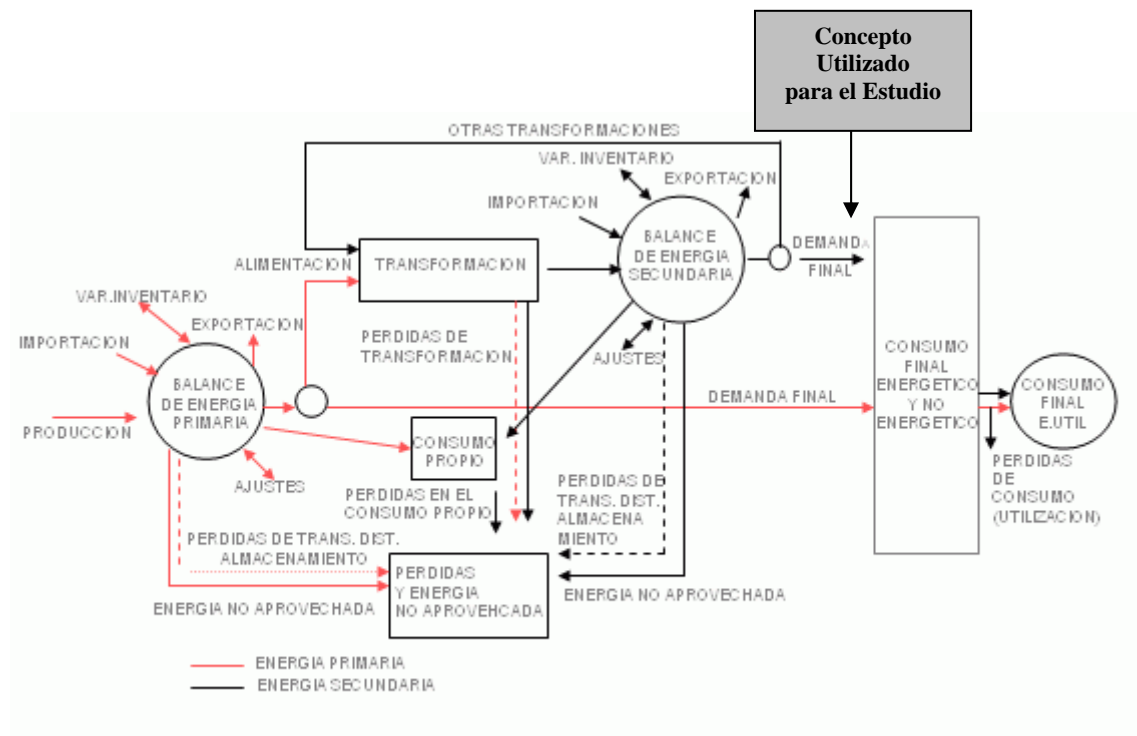 Concepto
Utilizado
para el Estudio
OTRAS TRANSFORMACIONES
VAR. INVENTARIO
EXPORTACION
IMPORTACION
BALANCE
DE ENERGIA
SECUNDARIA
DEMANDA
FINAL
ALIMENTACION
TRANSFORMACION
VAR.INVENTARIO
EXPORTACION
IMPORTACION
PERDIDAS DE
TRANSFORMACION
AJUSTES
BALANCE
DE ENERGIA
PRIMARIA
PRODUCCION
DEMANDA FINAL
CONSUMO
FINAL
ENERGETICO
Y NO
ENERGETICO
CONSUMO
FINAL
E.UTIL
CONSUMO
PROPIO
AJUSTES
PERDIDAS EN EL
CONSUMO PROPIO
PERDIDAS DE
TRANS. DIST.
ALMACENA
MIENTO
PERDIDAS
DE
CONSUMO
(UTILIZACION)
PERDIDAS DE TRANS. DIST.
ALMACENAMIENTO
PERDIDAS
Y ENERGIA
NO APROVEHCADA
ENERGIA NO APROVECHADA
ENERGIA NO APROVECHADA
ENERGIA PRIMARIA
ENERGIA SECUNDARIA